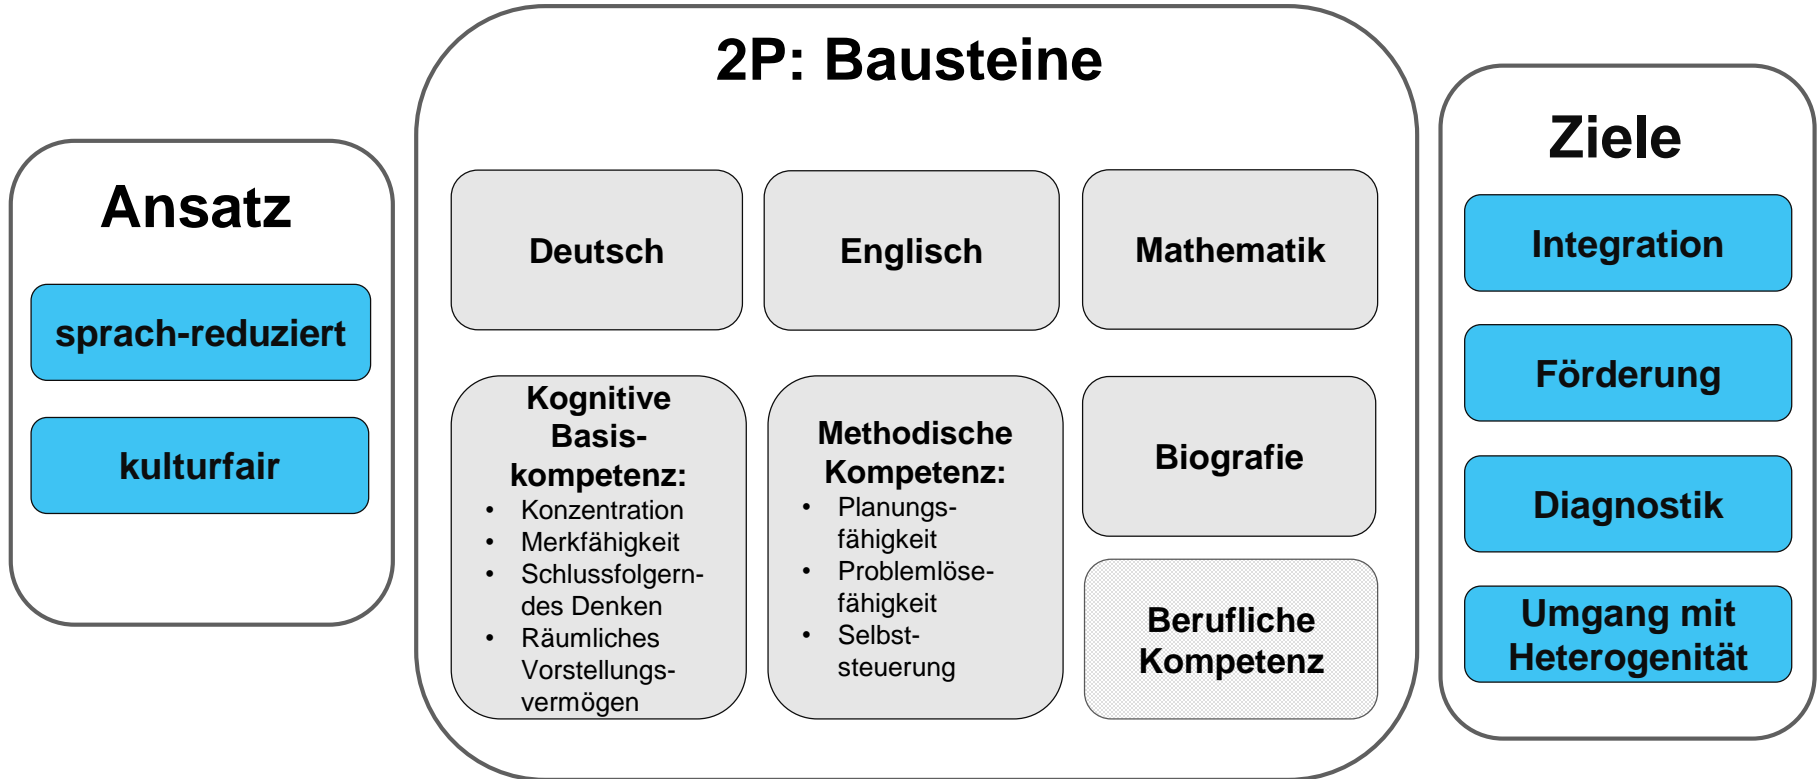 Ansatz
sprach-reduziert
kulturfair
2P: Bausteine
Deutsch
Englisch
Mathematik
Kognitive
Basis-
kompetenz:
• Konzentration
• Merkfähigkeit
• Schlussfolgern-
des Denken
• Räumliches
Vorstellungs-
vermögen
Methodische
Kompetenz:
• Planungs-
fähigkeit
• Problemlöse-
fähigkeit
• Selbst-
steuerung
Biografie
Berufliche
Kompetenz
Ziele
Integration
Förderung
Diagnostik
Umgang mit
Heterogenität